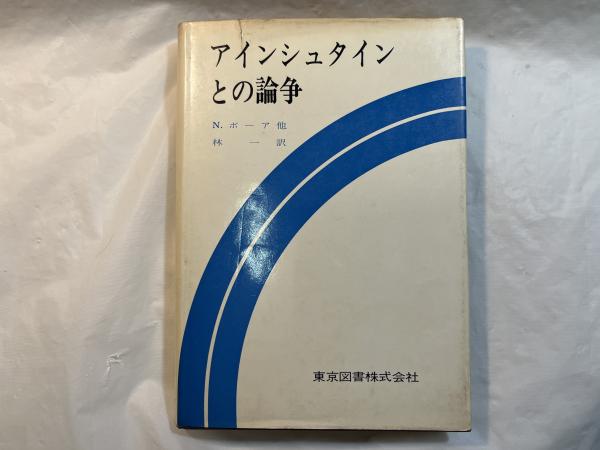 アインシュタイン
との論争
N. ボーア他
林 一 訳
東京図書株式会社